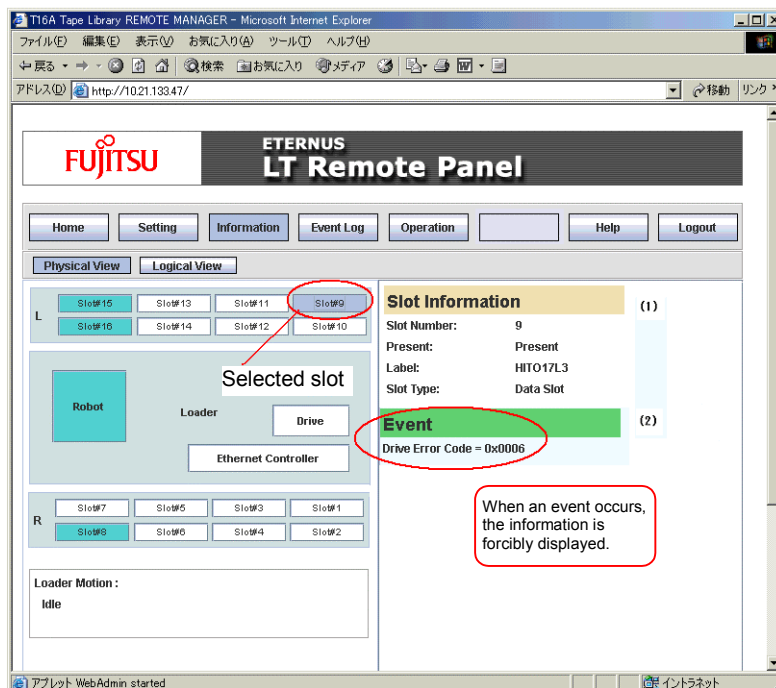 T16A Tape Library REMOTE MANAGER - Microsoft Internet Explorer
ファイル(F) 編集(E) 表示(V) お気に入り(A) ツール(T) ヘルプ(H)
戻る 検索 お気に入り メディア
アドレス(D) http://10.21.133.47/ 移動 リンク »
FUJITSU
ETERNUS
LT Remote Panel
Home Setting Information Event Log Operation Help Logout
Physical View Logical View
L
Slot#15 Slot#13 Slot#11 Slot#9
Slot#16 Slot#14 Slot#12 Slot#10
Selected slot
Robot
Loader
Drive
Ethernet Controller
R
Slot#7 Slot#5 Slot#3 Slot#1
Slot#8 Slot#6 Slot#4 Slot#2
Loader Motion :
Idle
Slot Information (1)
Slot Number: 9
Present: Present
Label: HITO17L3
Slot Type: Data Slot
Event (2)
Drive Error Code = 0x0006
When an event occurs,
the information is
forcibly displayed.
アプレット WebAdmin started イントラネット